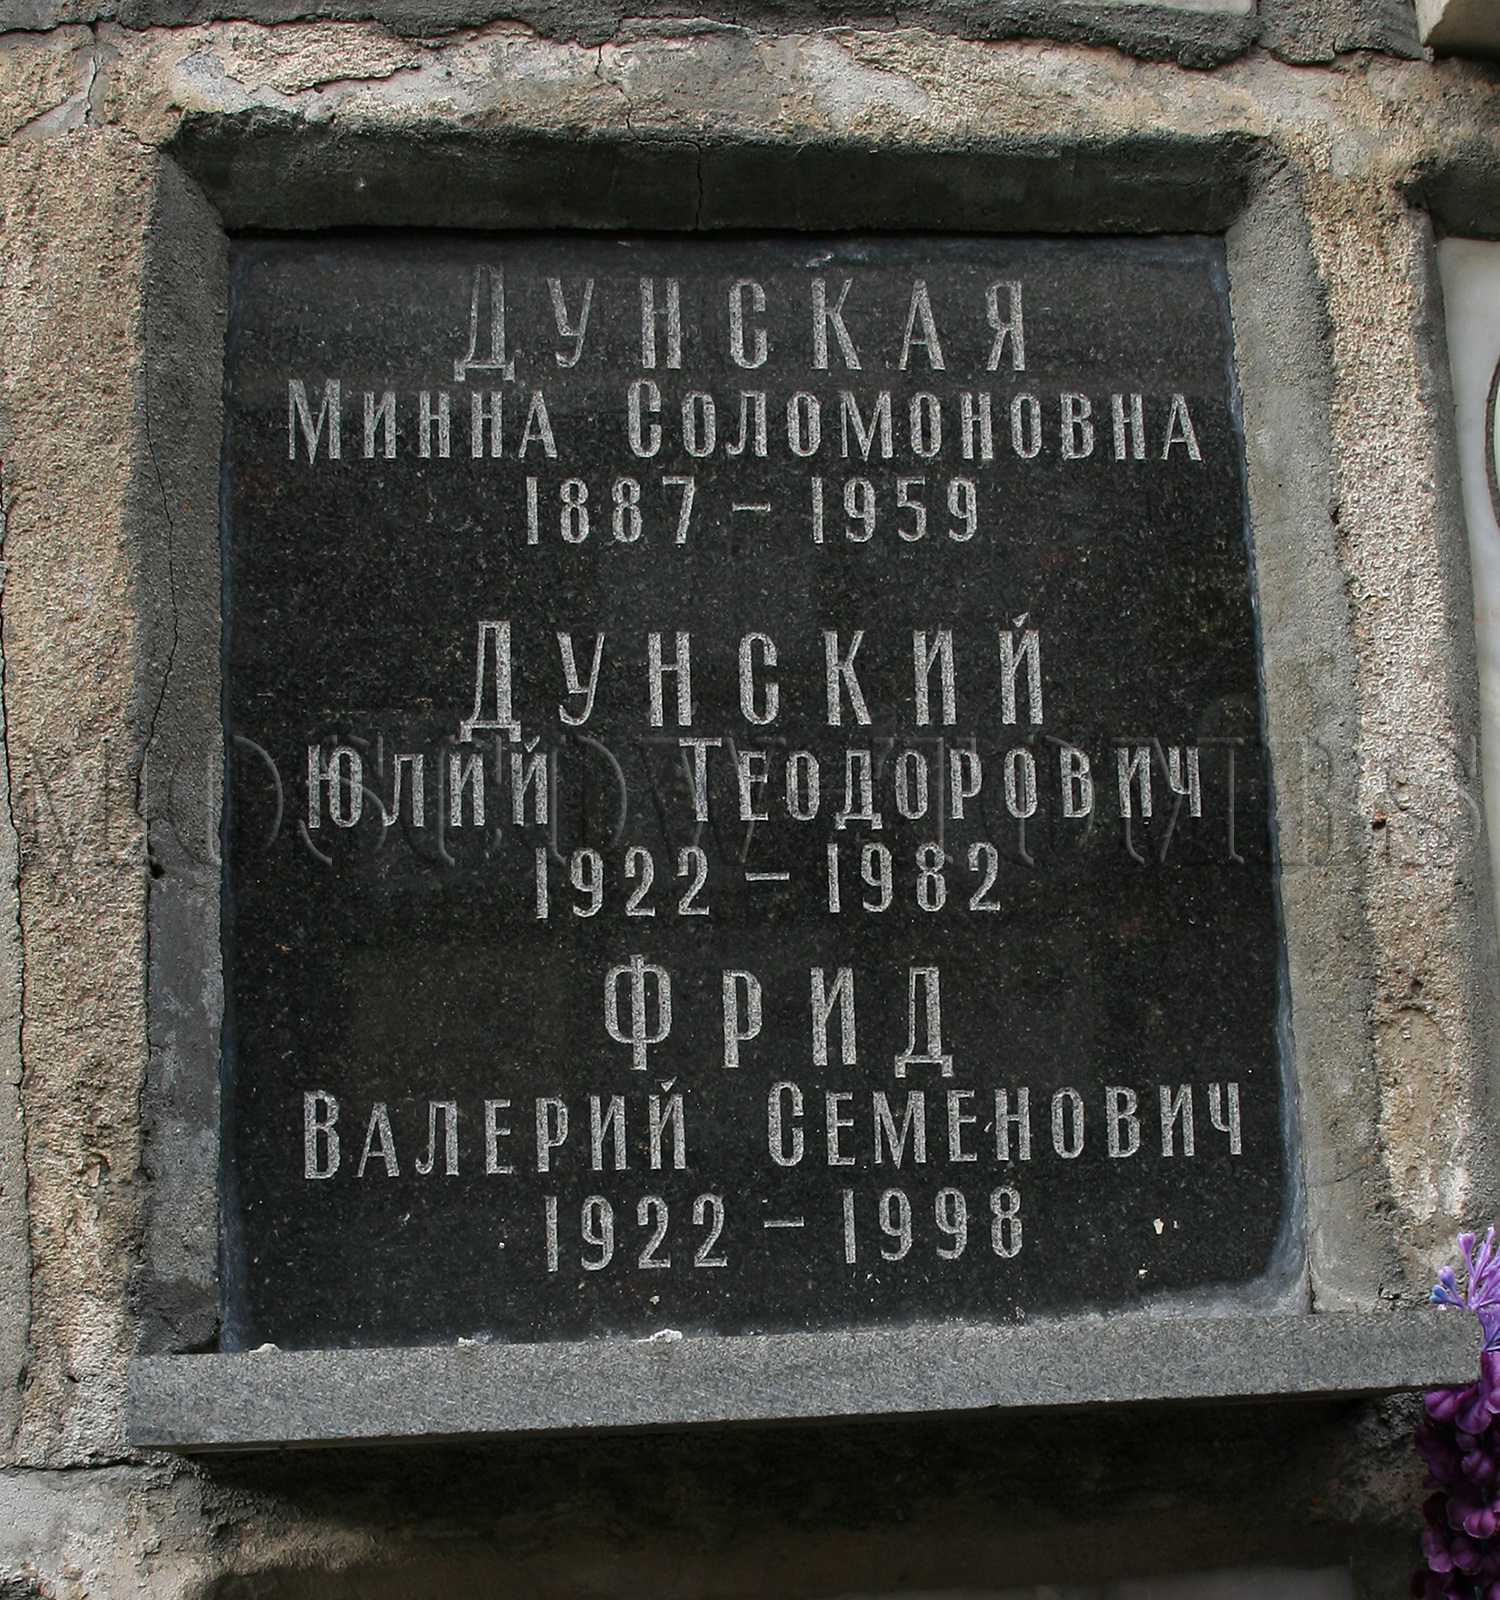 ДУНСКАЯ
МИННА СОЛОМОНОВНА
1887 – 1959
ДУНСКИЙ
ЮЛИЙ ТЕОДОРОВИЧ
1922 – 1982
ФРИД
ВАЛЕРИЙ СЕМЕНОВИЧ
1922 – 1998